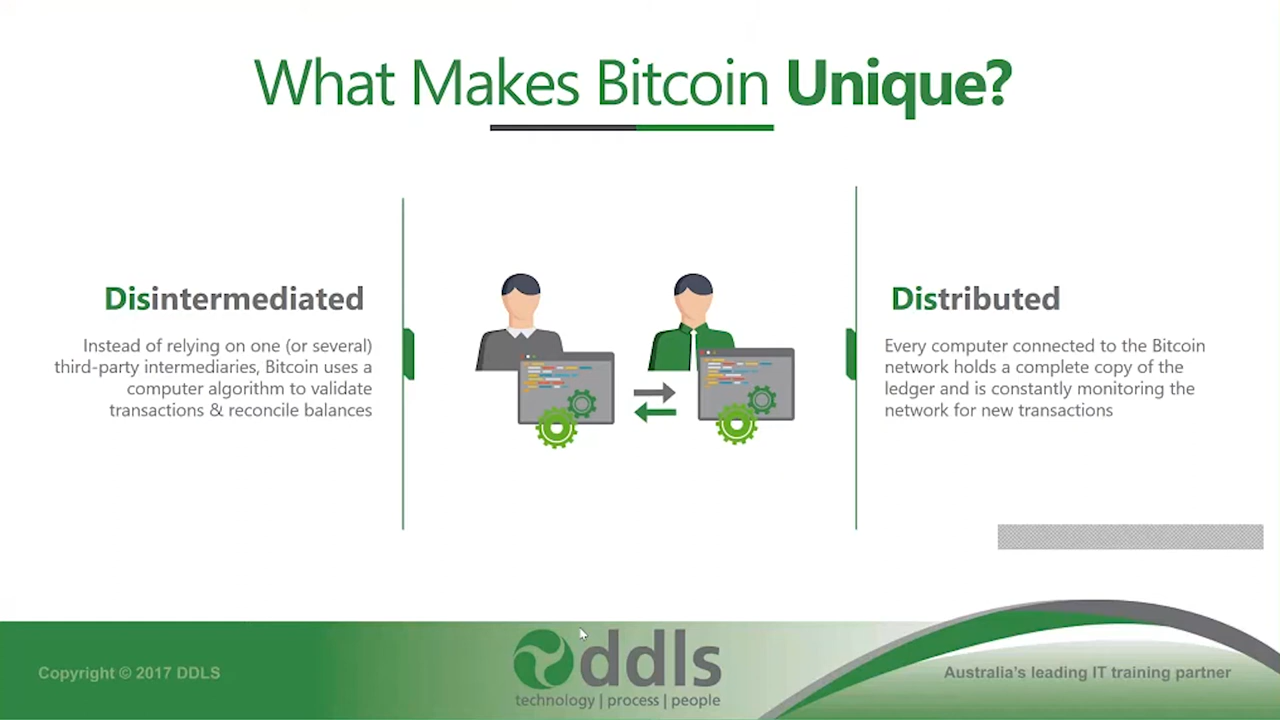 What Makes Bitcoin Unique?
Disintermediated
Instead of relying on one (or several)
third-party intermediaries, Bitcoin uses a
computer algorithm to validate
transactions & reconcile balances
Distributed
Every computer connected to the Bitcoin
network holds a complete copy of the
ledger and is constantly monitoring the
network for new transactions
Copyright © 2017 DDLS
ddls
technology | process | people
Australia's leading IT training partner